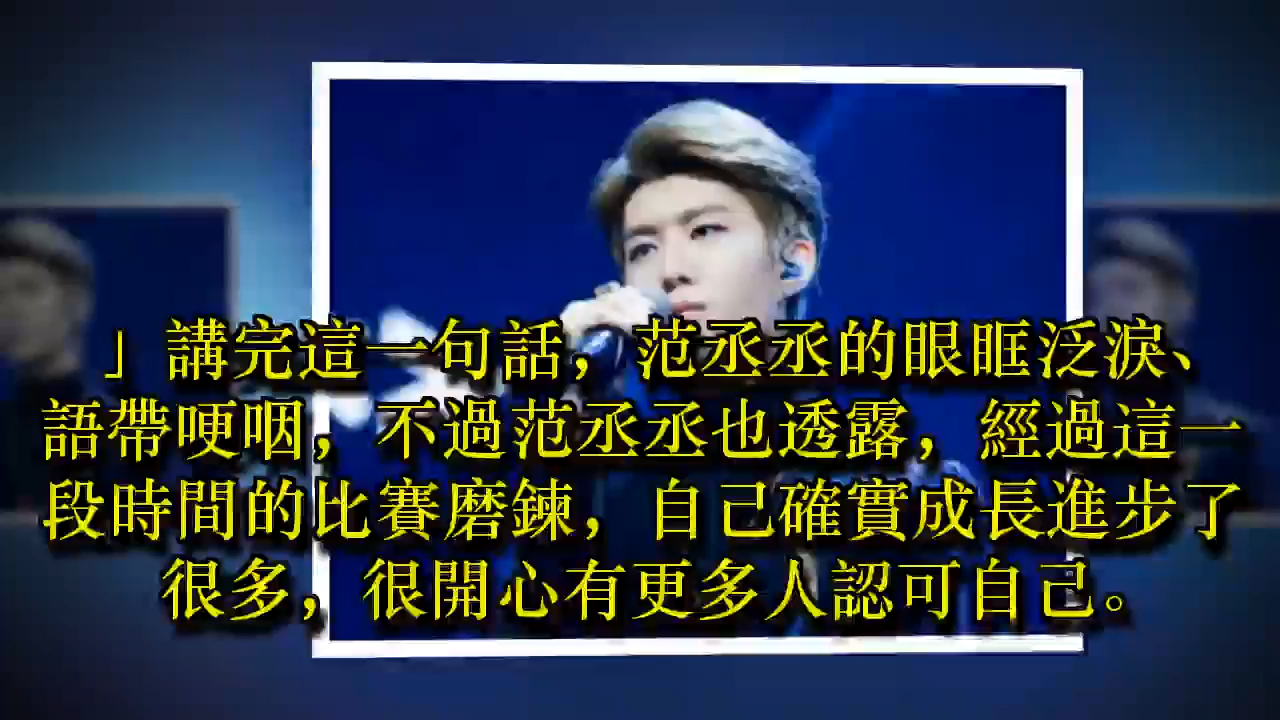 」講完這一句話，范丞丞的眼眶泛淚、
語帶哽咽，不過范丞丞也透露，經過這一
段時間的比賽磨鍊，自己確實成長進步了
很多，很開心有更多人認可自己。